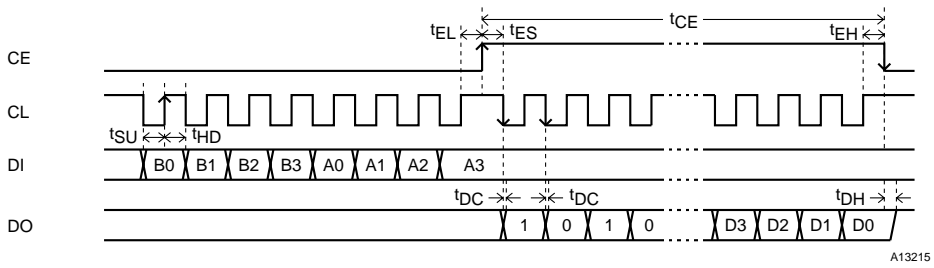 tCE
tEL tES tEH
CE
CL
tSU tHD
DI B0 B1 B2 B3 A0 A1 A2 A3
tDC tDC tDH
DO 1 0 1 0 D3 D2 D1 D0
A13215